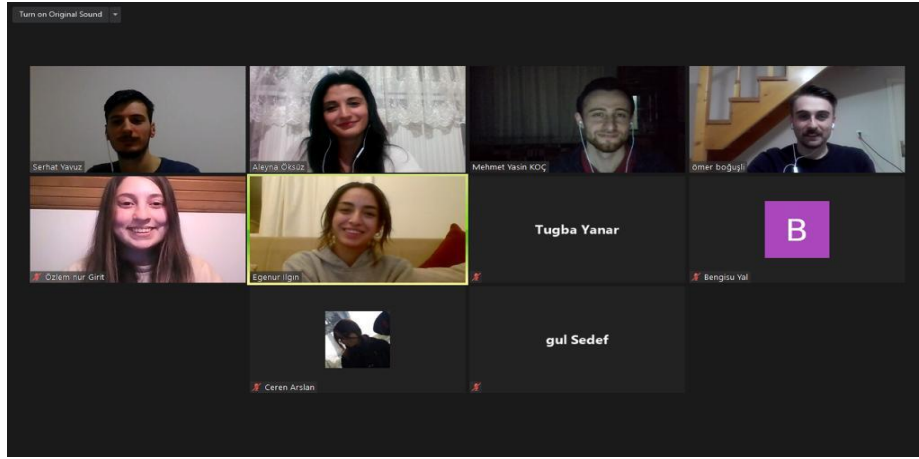 Turn on Original Sound
Serhat Yavuz
Aleyna Öksüz
Mehmet Yasin KOÇ
ömer boğuşli
Özlem nur Girit
Egenur Ilgın
Tugba Yanar
B
Bengisu Yal
Ceren Arslan
gul Sedef